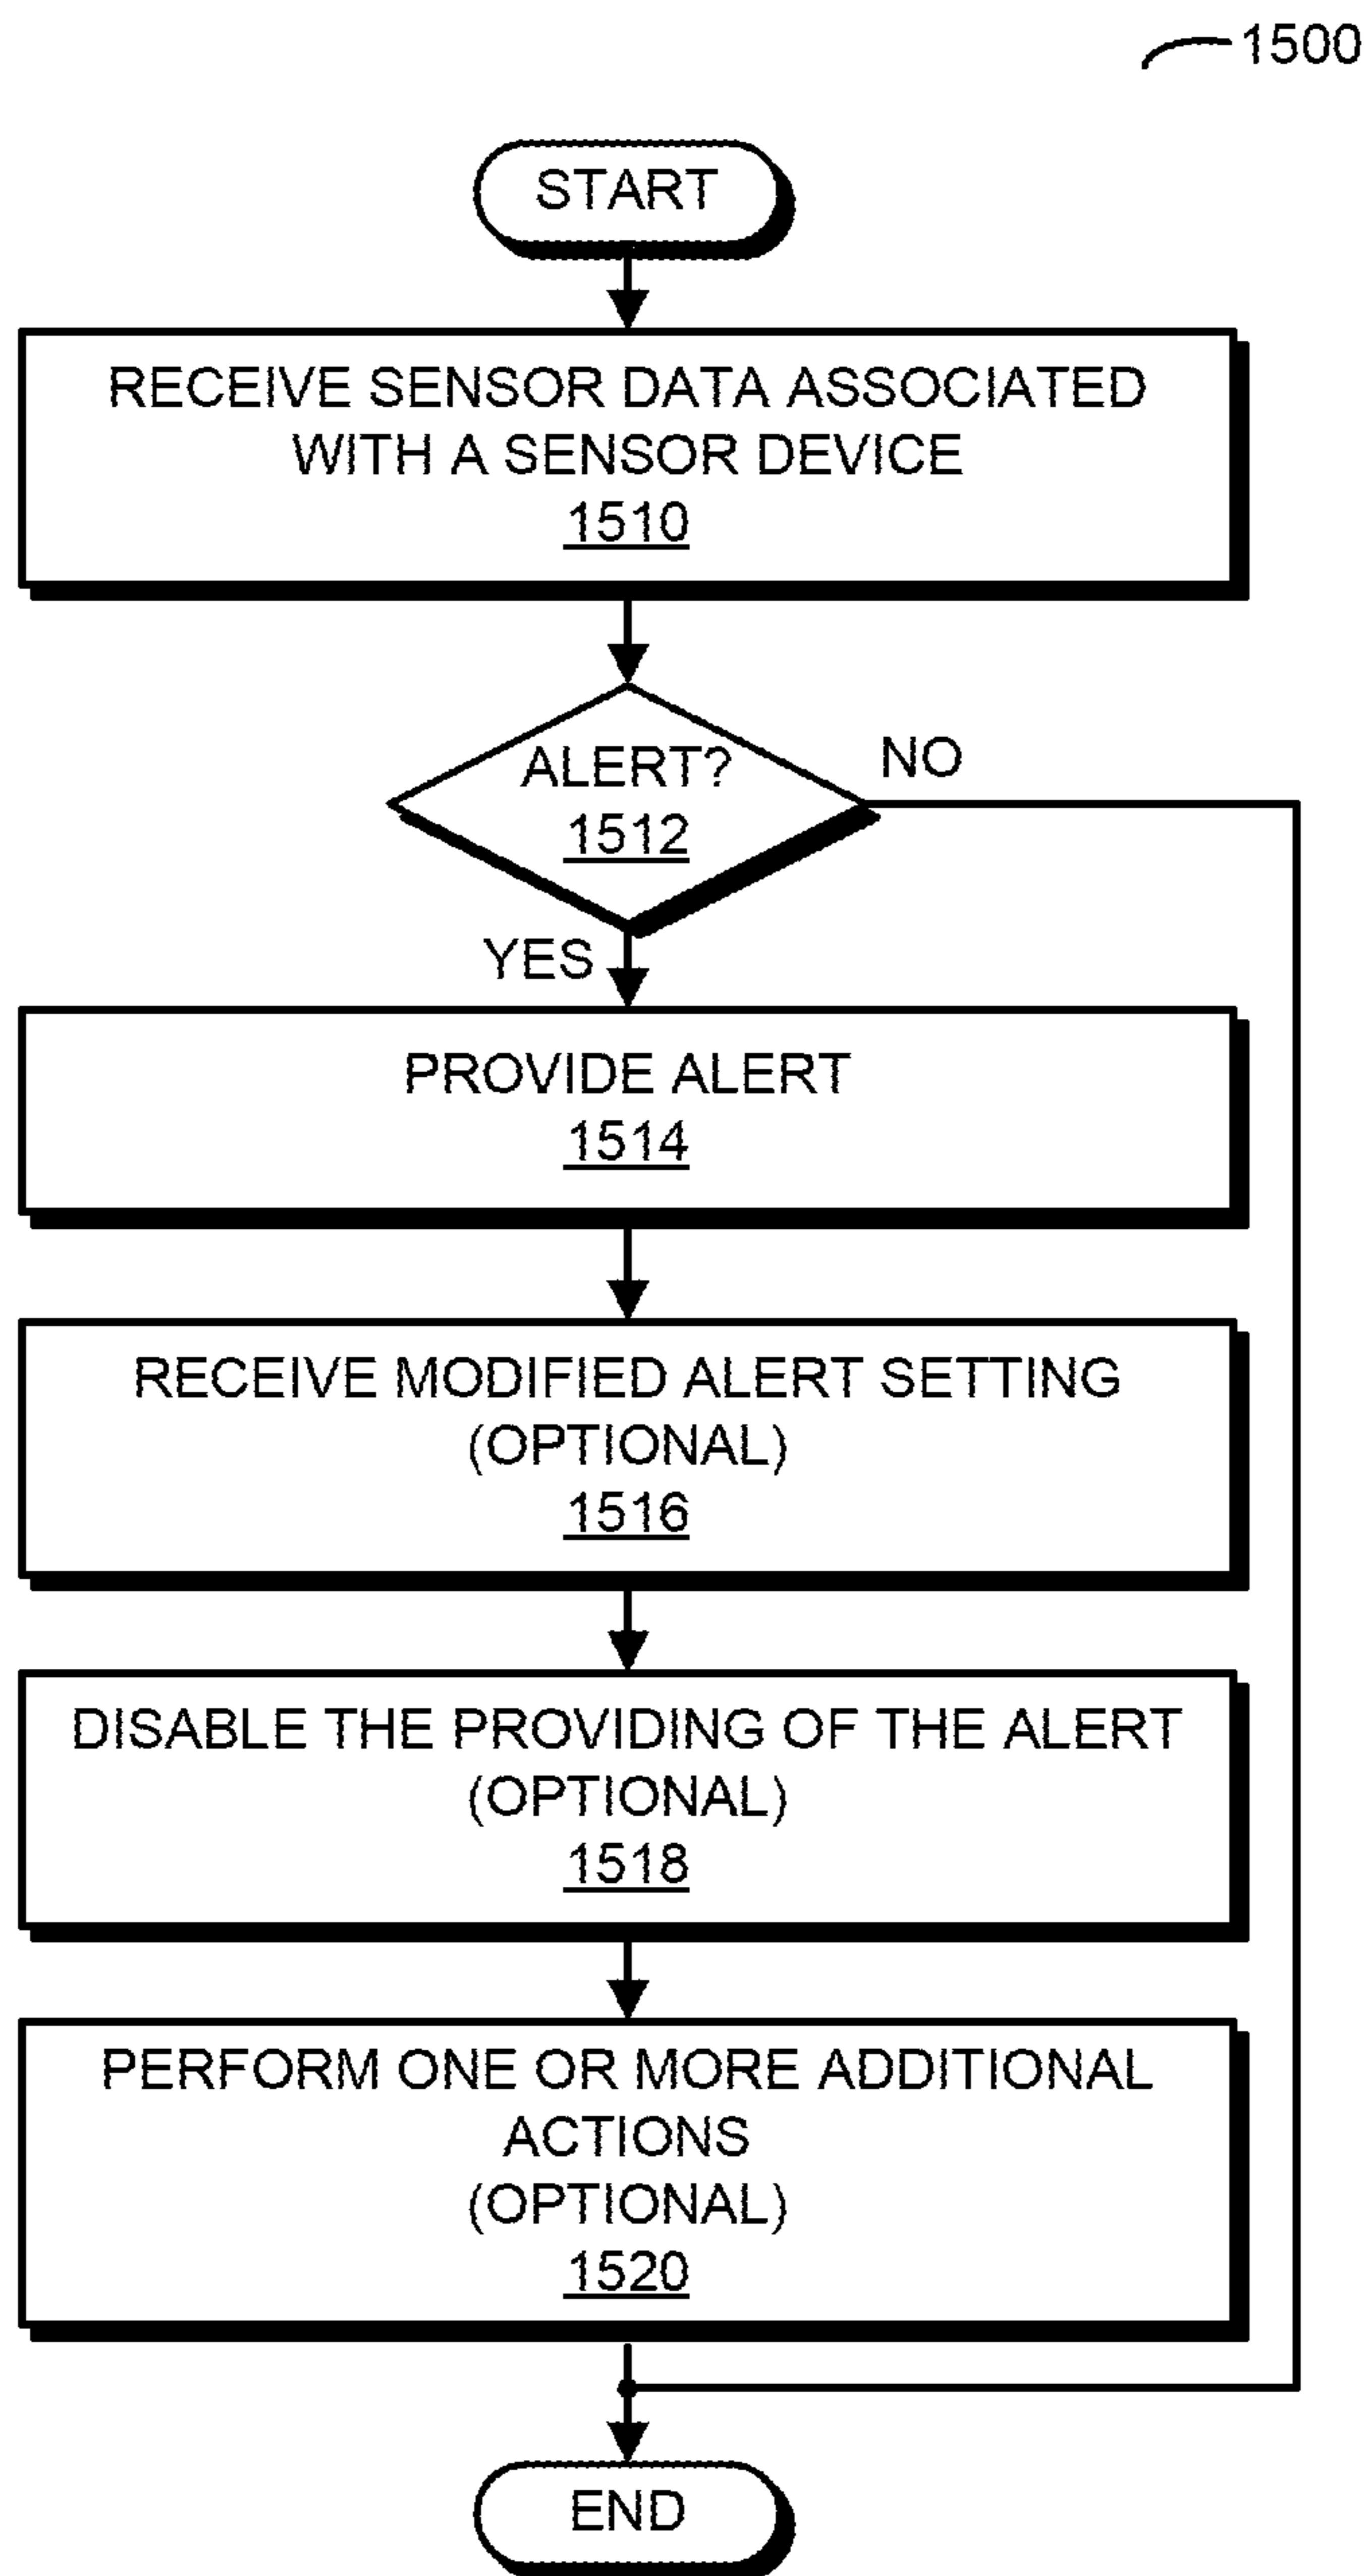 1500
START
RECEIVE SENSOR DATA ASSOCIATED
WITH A SENSOR DEVICE
1510
ALERT?
1512
NO
YES
PROVIDE ALERT
1514
RECEIVE MODIFIED ALERT SETTING
(OPTIONAL)
1516
DISABLE THE PROVIDING OF THE ALERT
(OPTIONAL)
1518
PERFORM ONE OR MORE ADDITIONAL
ACTIONS
(OPTIONAL)
1520
END